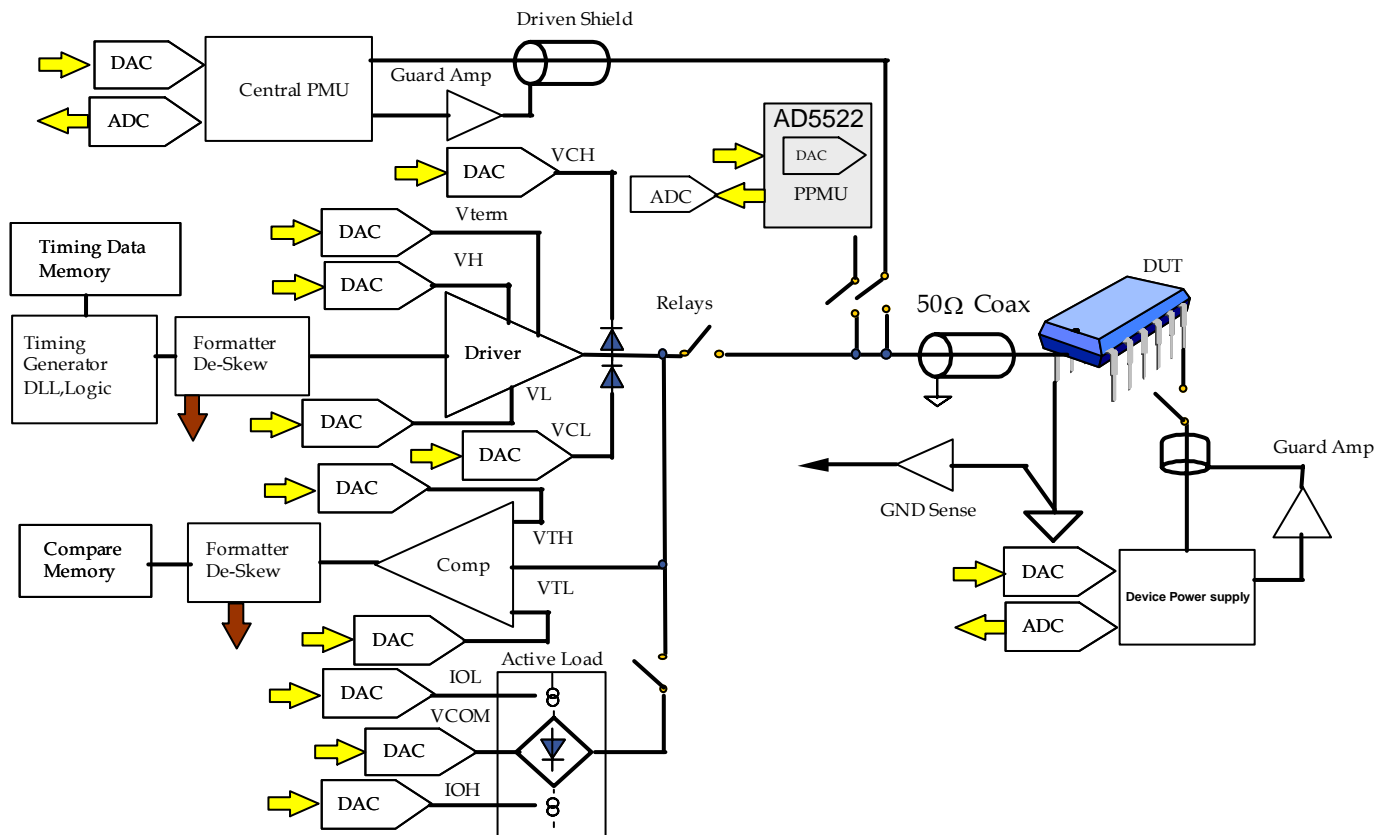 Driven Shield
DAC
Central PMU
Guard Amp
ADC
AD5522
DAC
PPMU
ADC
DAC
VCH
Vterm
DAC
VH
DAC
Timing Data
Memory
Timing
Generator
DLL,Logic
Formatter
De-Skew
Driver
VL
DAC
VCL
DAC
Relays
50Ω Coax
DUT
DAC
VTH
Compare
Memory
Formatter
De-Skew
Comp
VTL
DAC
GND Sense
Guard Amp
DAC
ADC
Device Power supply
Active Load
IOL
DAC
VCOM
DAC
IOH
DAC